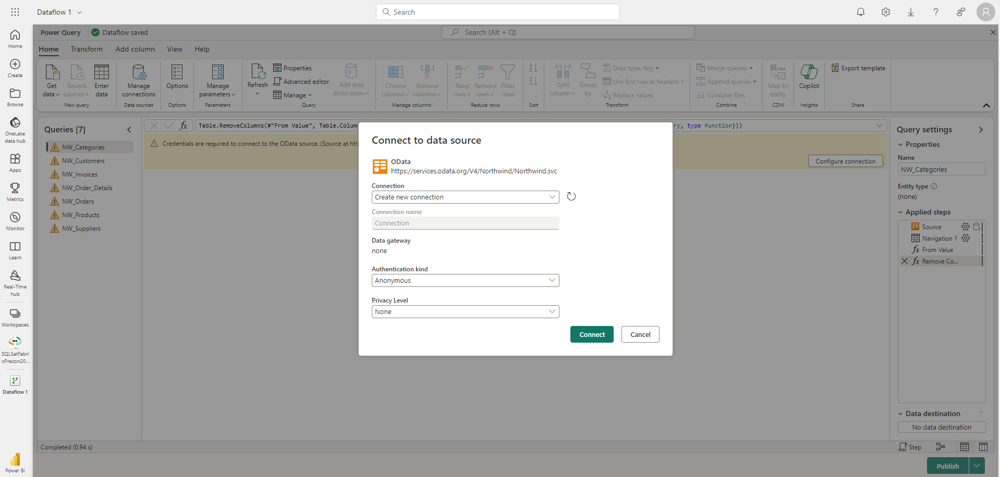 Dataflow 1
Search
Home
Create
Browse
OneLake
data hub
Apps
Metrics
Monitor
Learn
Real-Time
hub
Workspaces
SQLSatFabri
cPrecon20...
Dataflow 1
Power BI
Power Query
Dataflow saved
Search (Alt + Q)
Home
Transform
Add column
View
Help
Get
data
Recent
sources
Enter
data
New query
Manage
connections
Data sources
Options
Options
Manage
parameters
Parameters
Refresh
Properties
Advanced editor
Manage
Add data
destination
Query
Choose
columns
Remove
columns
Manage columns
Keep
rows
Remove
rows
Filter
rows
Reduce rows
Sort
Split
column
Group
by
Data type: Any
Use first row as headers
Replace values
Transform
Merge queries
Append queries
Combine files
Combine
Map to
entity
CDM
Copilot
Insights
Export template
Share
Queries [7]
NW_Categories
NW_Customers
NW_Invoices
NW_Order_Details
NW_Orders
NW_Products
NW_Suppliers
fx
Table.RemoveColumns(#"From Value", Table.Colum
ry, type function}))
Credentials are required to connect to the OData source. (Source at htt
Configure connection
Connect to data source
OData
https://services.odata.org/V4/Northwind/Northwind.svc
Connection
Create new connection
Connection name
Connection
Data gateway
none
Authentication kind
Anonymous
Privacy Level
None
Connect
Cancel
Query settings
Properties
Name
NW_Categories
Entity type
(none)
Applied steps
Source
Navigation 1
fx From Value
fx Remove Co...
Data destination
No data destination
Completed (0.94 s)
Step
Publish